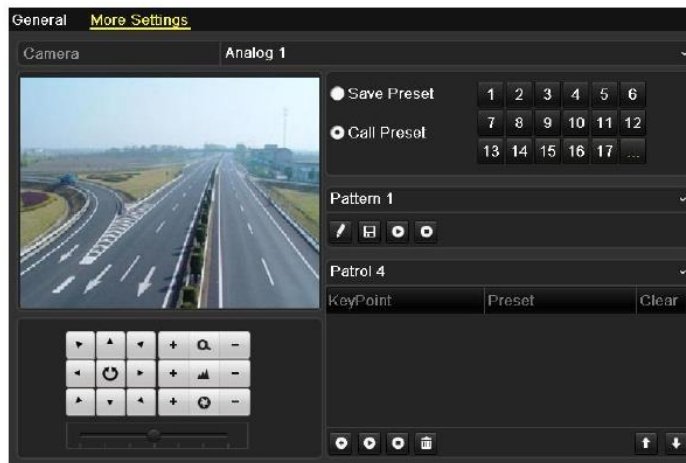 General More Settings
Camera Analog 1
Save Preset
Call Preset
1 2 3 4 5 6
7 8 9 10 11 12
13 14 15 16 17 ...
Pattern 1
Patrol 4
KeyPoint Preset Clear